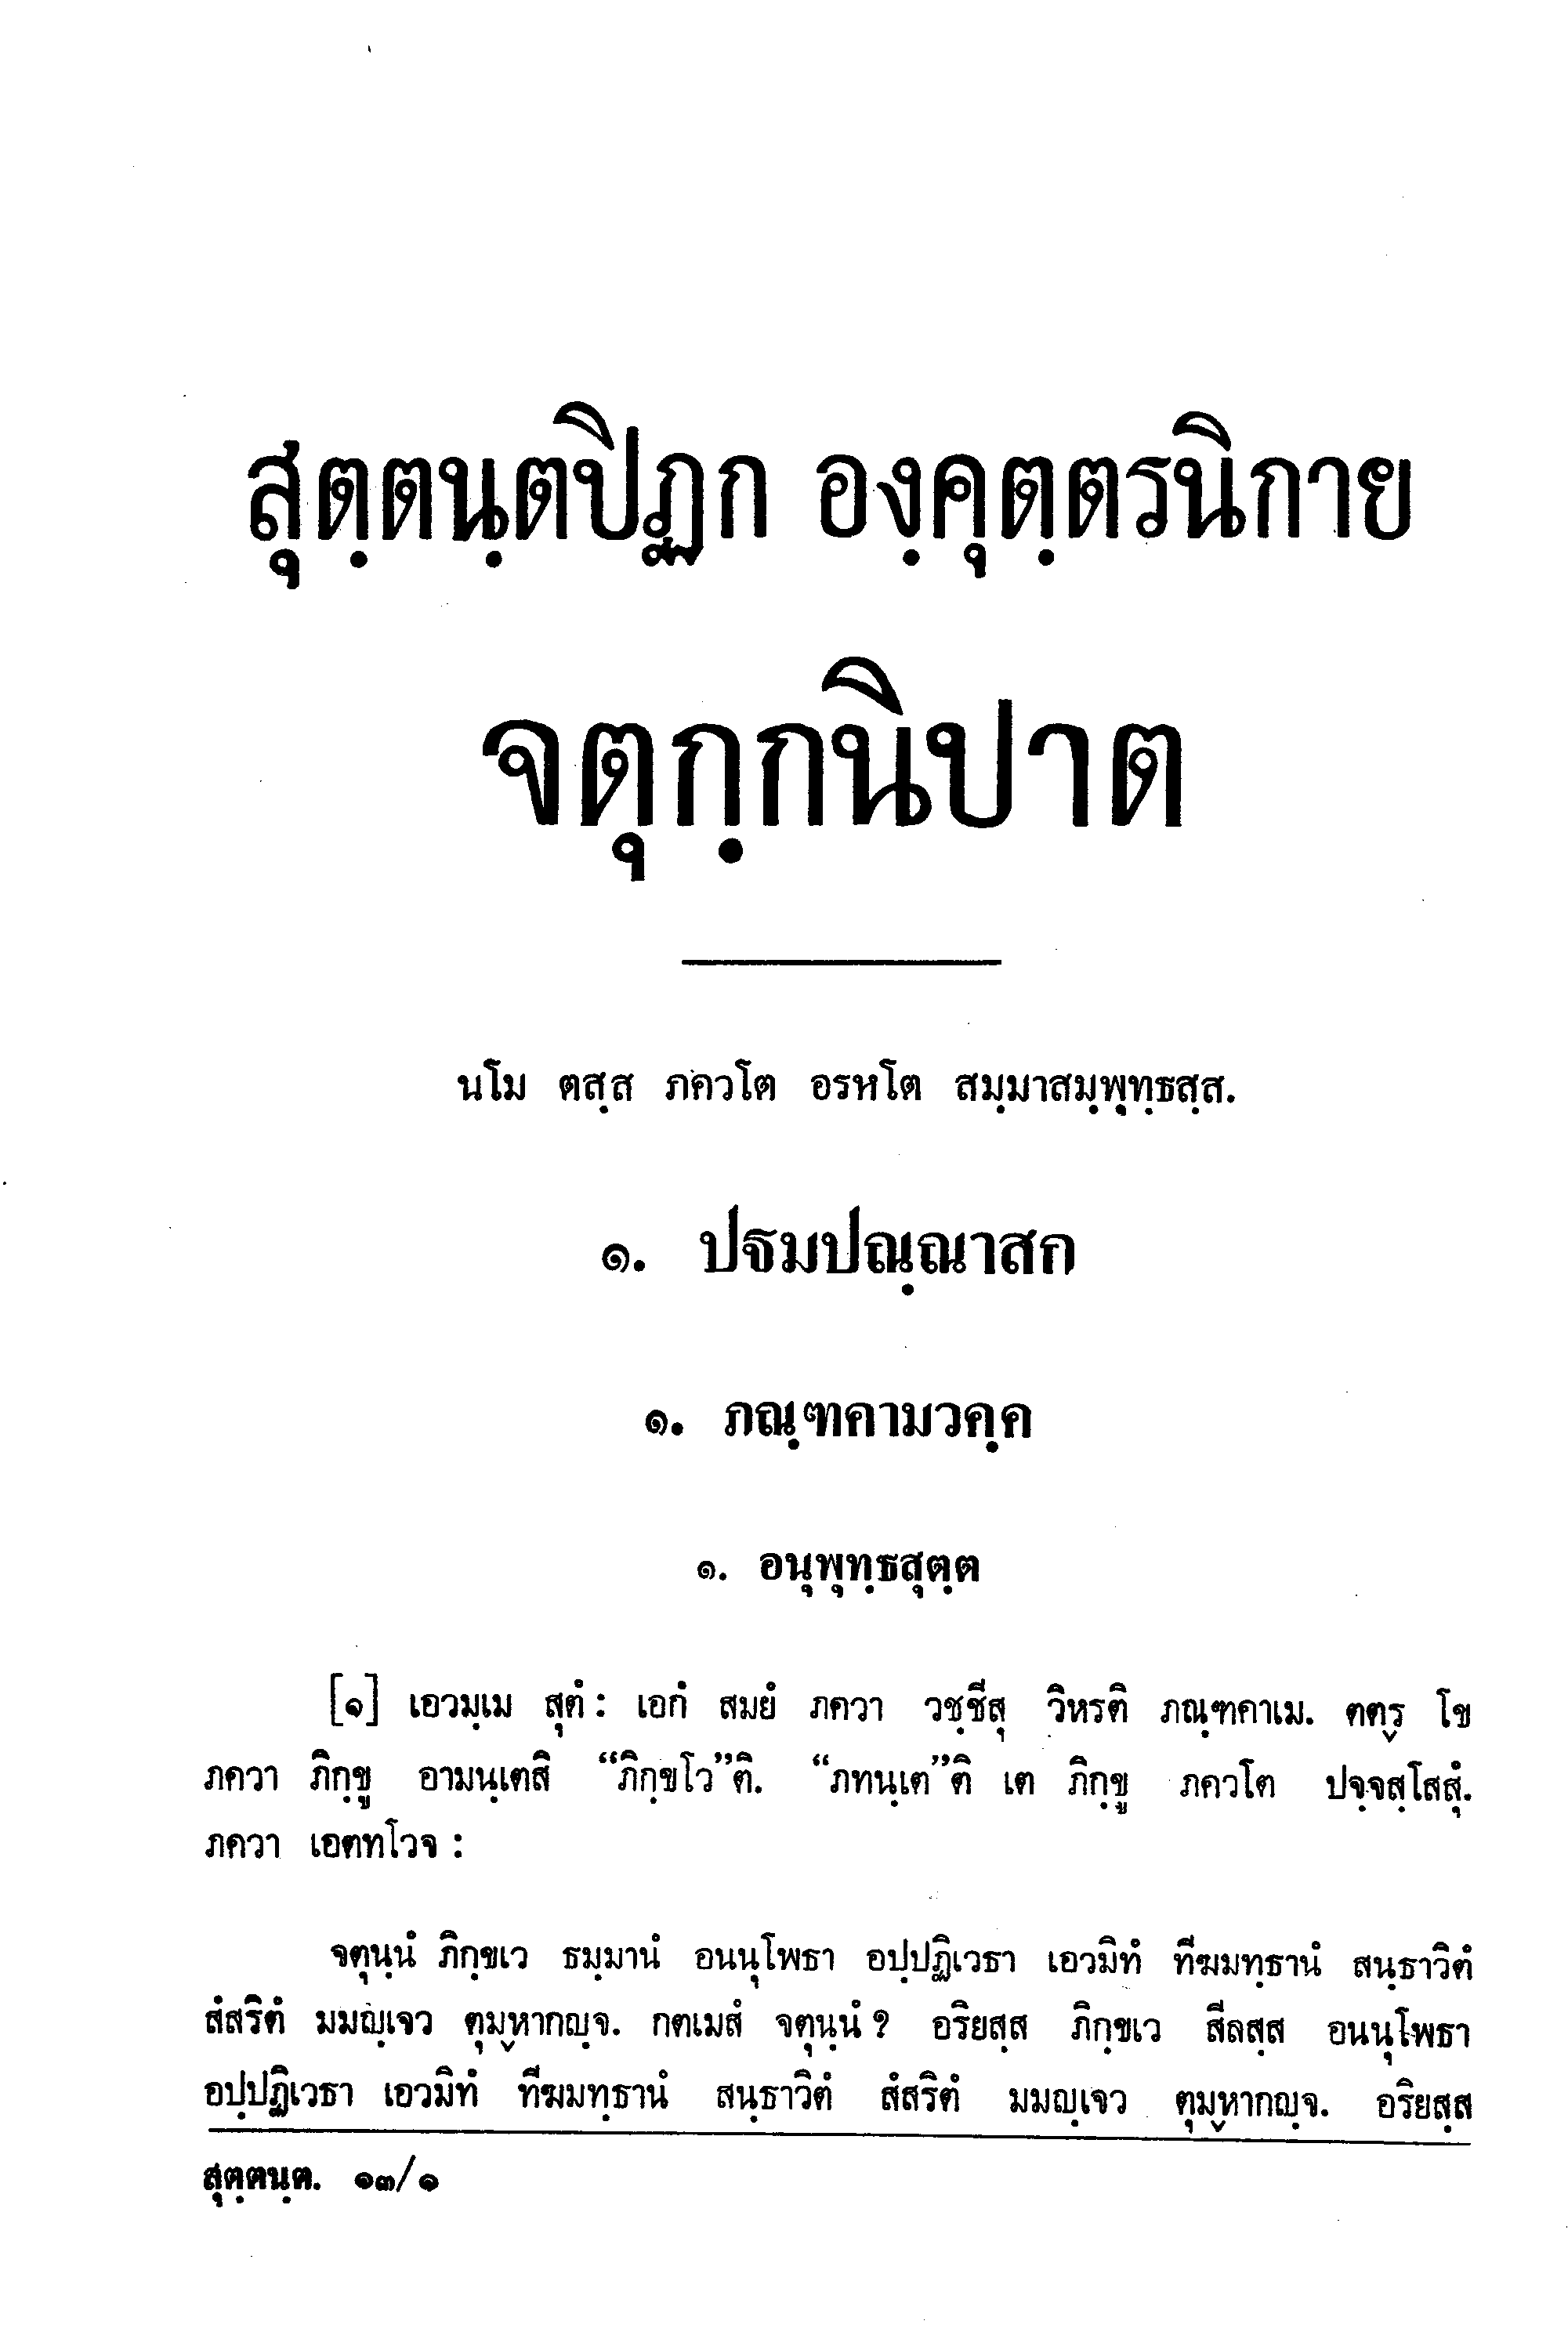 สุตฺตนฺตปิฏก องฺคุตฺตรนิกาย
จตุกฺกนิปาต
นโม ตสฺส ภควโต อรหโต สมฺมาสมฺพุทฺธสฺส.
๑. ปฐมปณฺณาสก
๑. ภณฺฑคามวคฺค
๑. อนุพุทฺธสุตฺต
[๑] เอวมฺเม สุตํ: เอกํ สมยํ ภควา วชฺชีสุ วิหรติ ภณฺฑคาเม. ตตฺร โข
ภควา ภิกฺขู อามนฺเตสิ “ภิกฺขโว”ติ. “ภทนฺเต”ติ เต ภิกฺขู ภควโต ปจฺจสฺโสสุํ.
ภควา เอตทโวจ :
จตุนฺนํ ภิกฺขเว ธมฺมานํ อนนุโพธา อปฺปฏิเวธา เอวมิทํ ทีฆมทฺธานํ สนฺธาวิตํ
สํสริตํ มมญฺเจว ตุมฺหากญฺจ. กตเมสํ จตุนฺนํ ? อริยสฺส ภิกฺขเว สีลสฺส อนนุโพธา
อปฺปฏิเวธา เอวมิทํ ทีฆมทฺธานํ สนฺธาวิตํ สํสริตํ มมญฺเจว ตุมฺหากญฺจ. อริยสฺส
สุตฺตนฺต. ๑๓/๑